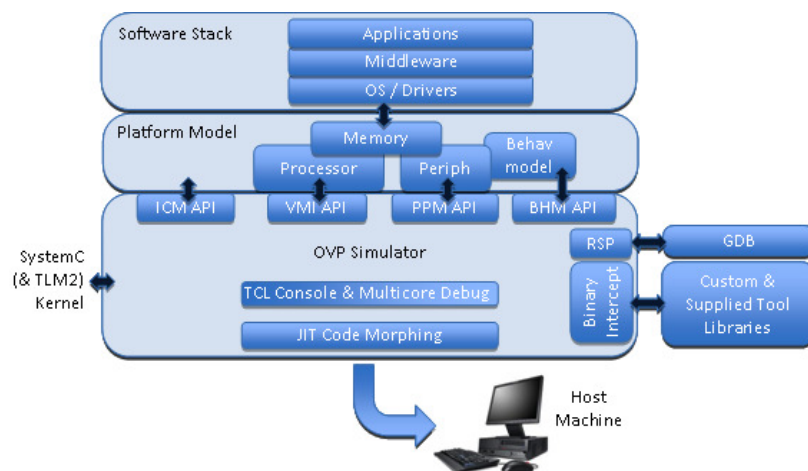 Software Stack
Applications
Middleware
OS / Drivers
Platform Model
Memory
Processor
Periph
Behav
model
ICM API
VMI API
PPM API
BHM API
SystemC
(& TLM2)
Kernel
OVP Simulator
RSP
GDB
TCL Console & Multicore Debug
Binary
Intercept
Custom &
Supplied Tool
Libraries
JIT Code Morphing
Host
Machine